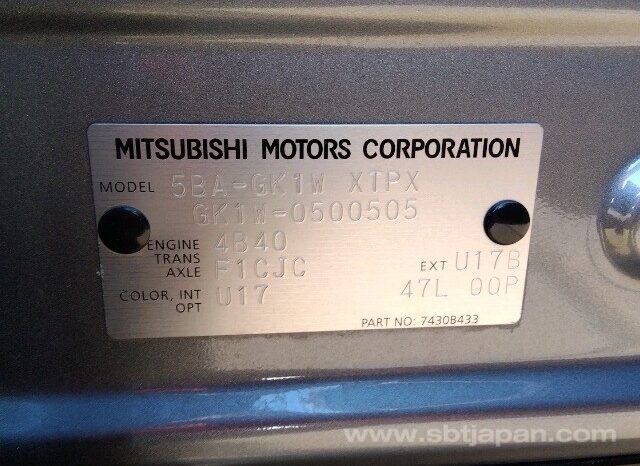 MITSUBISHI MOTORS CORPORATION
MODEL 5BA-GK1W XTPX
GK1W-0500505
ENGINE 4B40
TRANS AXLE F1CJC EXT U17B
COLOR, INT OPT U17 47L 00P
PART NO: 7430B433
www.sbtjapan.com